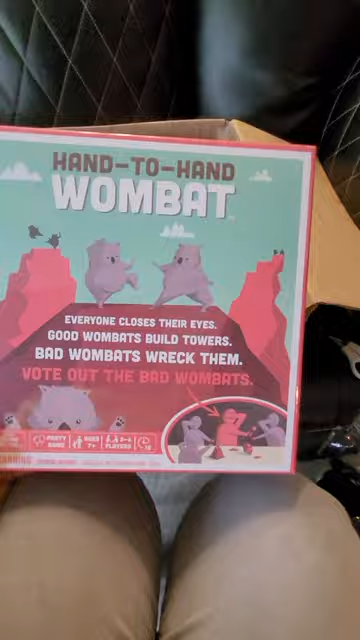 HAND-TO-HAND
WOMBAT
EVERYONE CLOSES THEIR EYES.
GOOD WOMBATS BUILD TOWERS.
BAD WOMBATS WRECK THEM.
VOTE OUT THE BAD WOMBATS.
PARTY GAME
AGES 7+
PLAYERS
15